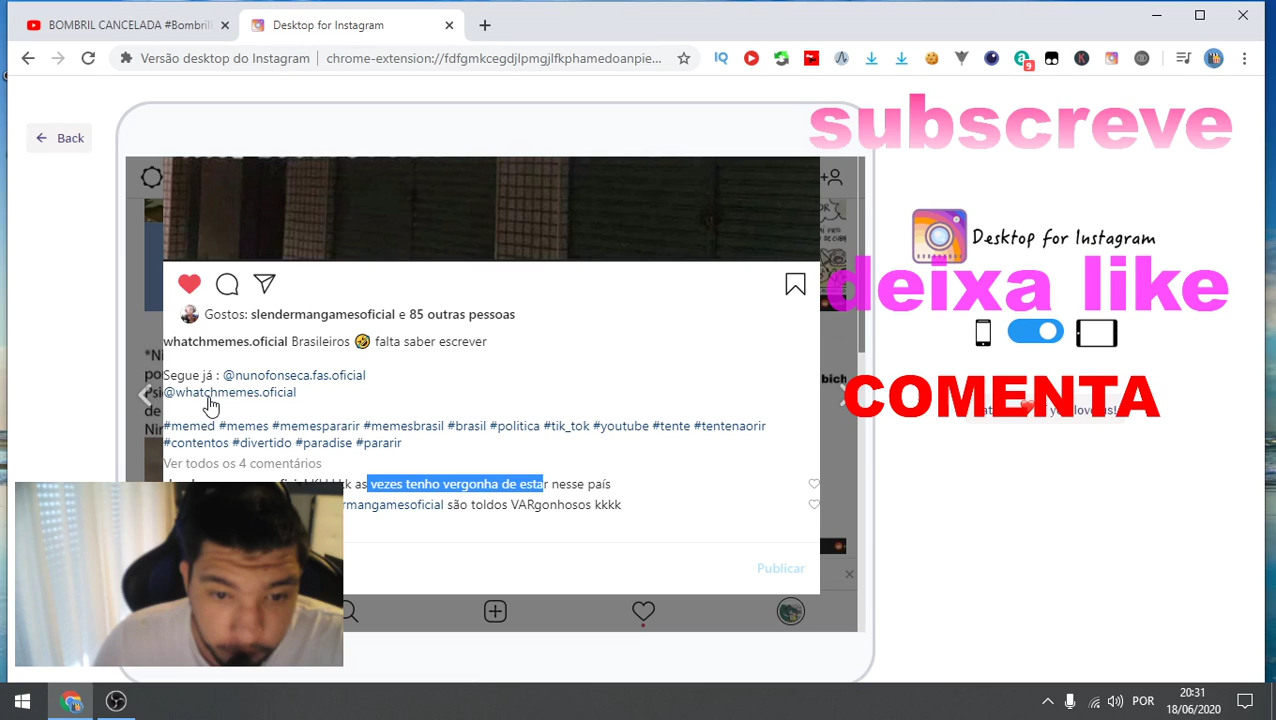 BOMBRIL CANCELADA #Bombril
Desktop for Instagram
Versão desktop do Instagram
chrome-extension://fdfgmkcegdjlpmgjlfkphamedoanpie...
IQ
9
Back
subscreve
Desktop for Instagram
deixa like
COMENTA
Gostos: slendermangamesoficial e 85 outras pessoas
whatchmemes.oficial Brasileiros 🤣 falta saber escrever
Segue já : @nunofonseca.fas.oficial
@whatchmemes.oficial
#memed #memes #memespararir #memesbrasil #brasil #politica #tik_tok #youtube #tente #tentenaorir
#contentos #divertido #paradise #pararir
Ver todos os 4 comentários
as vezes tenho vergonha de estar nesse país
rmangamesoficial são toldos VARgonhosos kkkk
Publicar
POR
20:31
18/06/2020